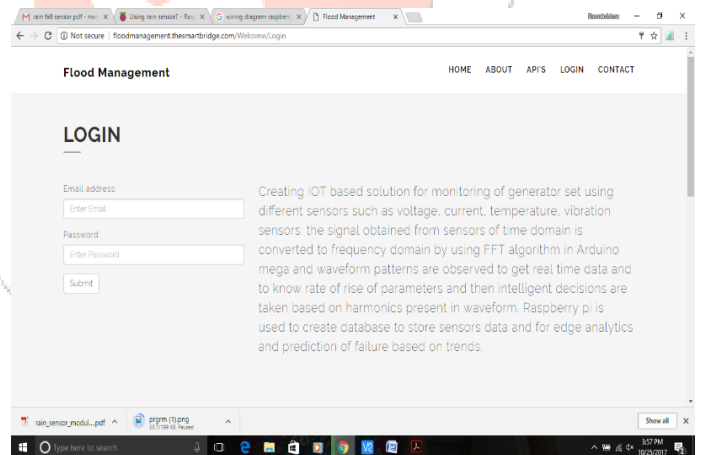 rain fall sensor pdf - rav
Using rain sensor? - Ras
wiring diagram raspberr
Flood Management
Not secure | floodmanagement.thesmartbridge.com/Welcome/Login
Flood Management
HOME ABOUT API'S LOGIN CONTACT
LOGIN
Email address
Enter Email
Password
Enter Password
Submit
Creating IOT based solution for monitoring of generator set using
different sensors such as voltage, current, temperature, vibration
sensors. the signal obtained from sensors of time domain is
converted to frequency domain by using FFT algorithm in Arduino
mega and waveform patterns are observed to get real time data and
to know rate of rise of parameters and then intelligent decisions are
taken based on harmonics present in waveform. Raspberry pi is
used to create database to store sensors data and for edge analytics
and prediction of failure based on trends.
rain_sensor_modul....pdf
prgrm (1).png
Show all
Type here to search
3:57 PM
10/25/2017